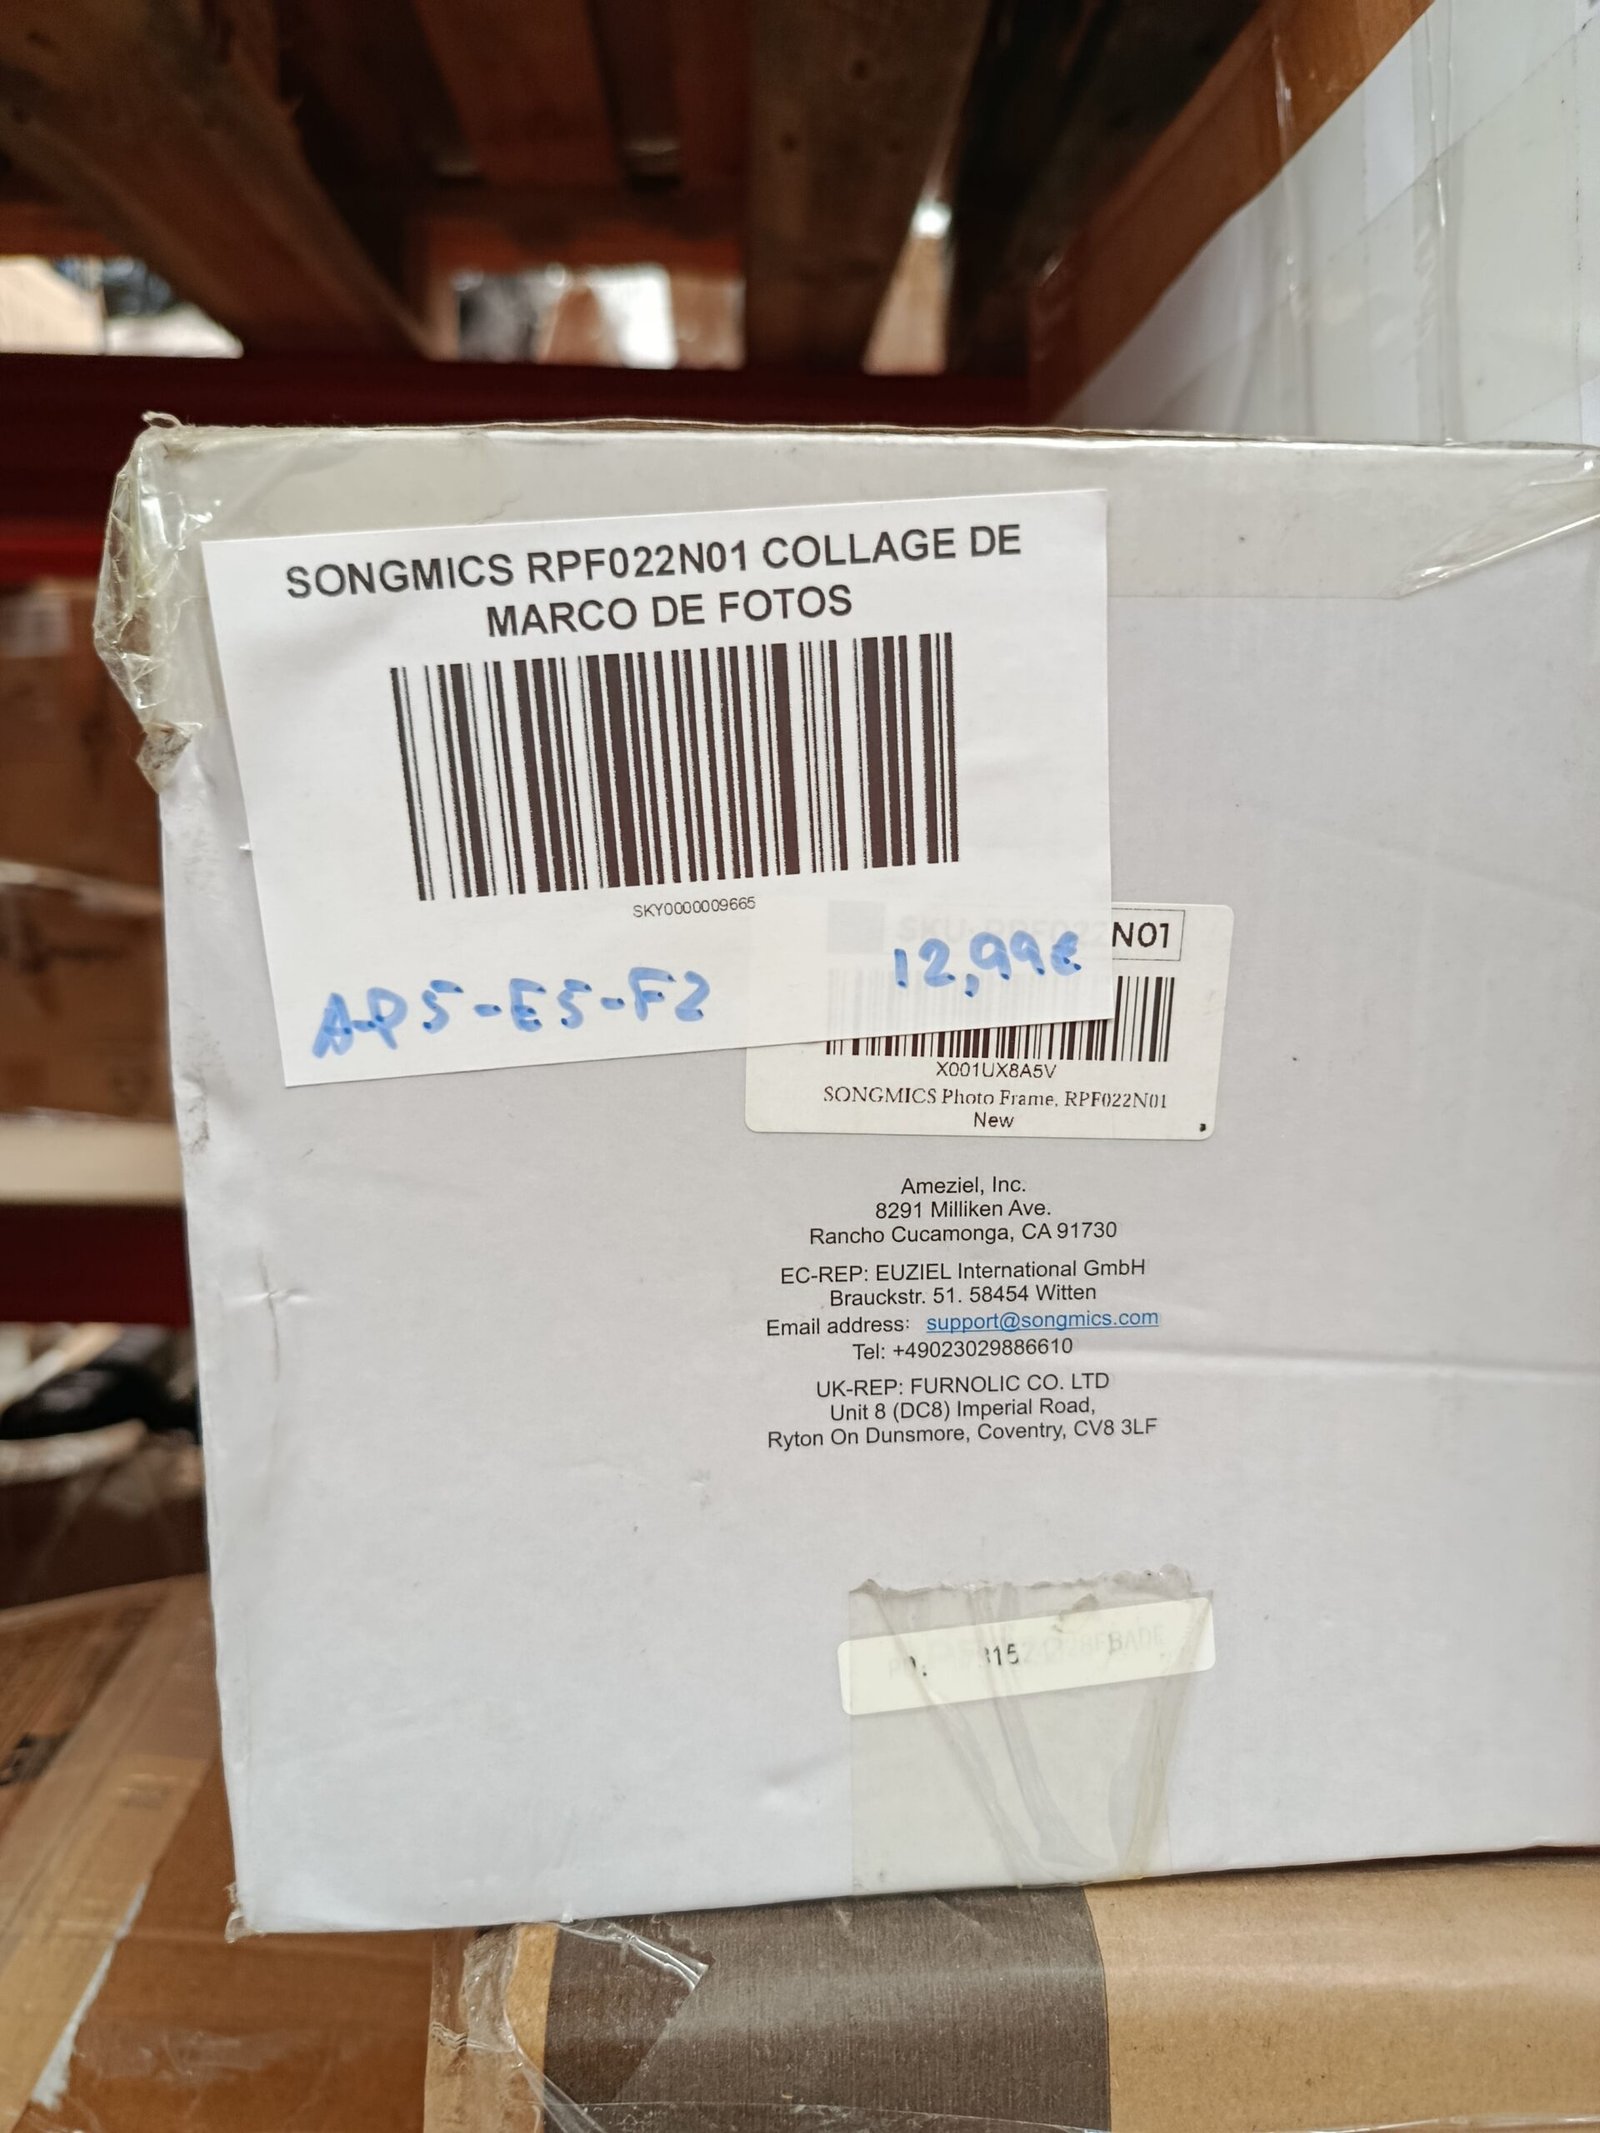 SONGMICS RPF022N01 COLLAGE DE
MARCO DE FOTOS
SKY0000009665
AP5-E5-F2
12,99€
N01
X001UX8A5V
SONGMICS Photo Frame, RPF022N01
New
Ameziel, Inc.
8291 Milliken Ave.
Rancho Cucamonga, CA 91730
EC-REP: EUZIEL International GmbH
Brauckstr. 51. 58454 Witten
Email address: support@songmics.com
Tel: +49023029886610
UK-REP: FURNOLIC CO. LTD
Unit 8 (DC8) Imperial Road,
Ryton On Dunsmore, Coventry, CV8 3LF